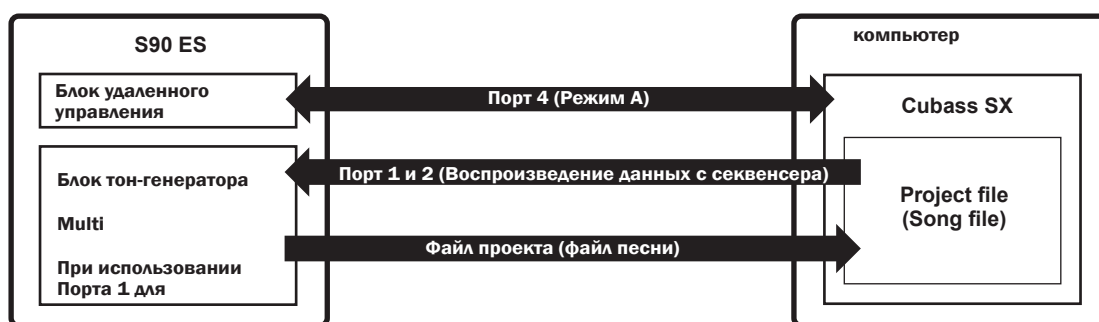 S90 ES
Блок удаленного
управления
Блок тон-генератора
Multi
При использовании
Порта 1 для
Порт 4 (Режим А)
Порт 1 и 2 (Воспроизведение данных с секвенсера)
Файл проекта (файл песни)
компьютер
Cubass SX
Project file
(Song file)